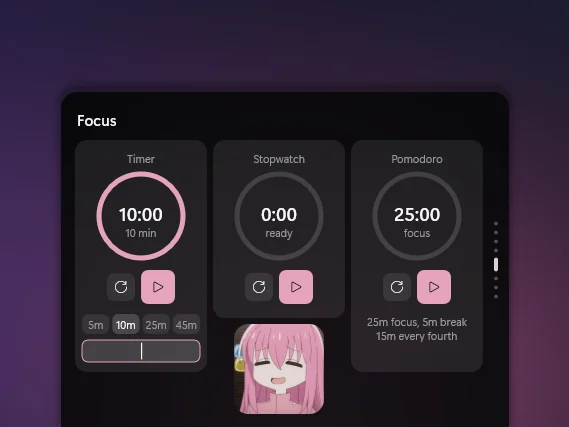 Focus
Timer
10:00
10 min
5m 10m 25m 45m
Stopwatch
0:00
ready
Pomodoro
25:00
focus
25m focus, 5m break
15m every fourth